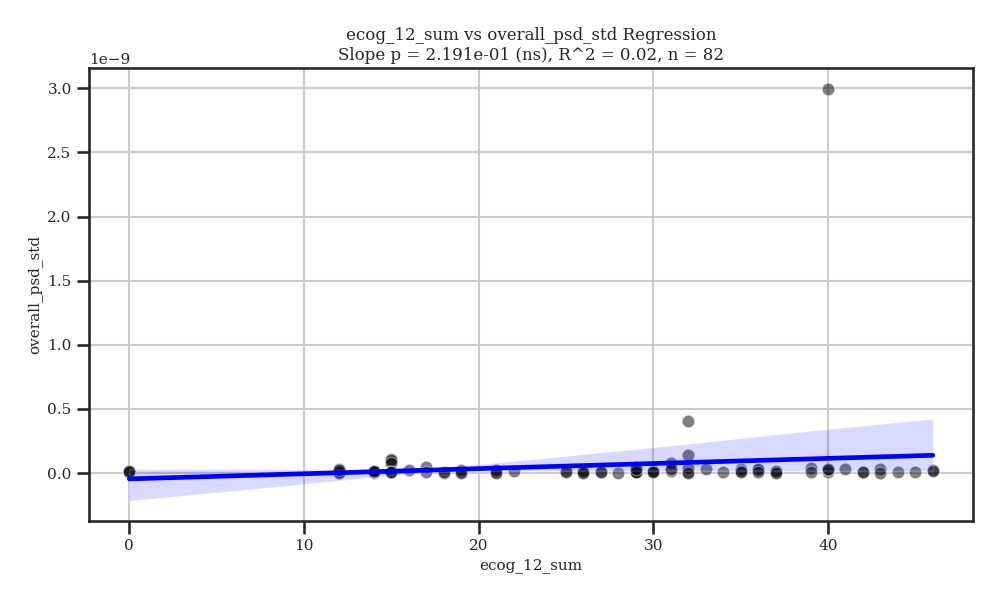 ecog_12_sum vs overall_psd_std Regression
Slope p = 2.191e-01 (ns), R^2 = 0.02, n = 82
1e−9
3.0
2.5
2.0
1.5
1.0
0.5
0.0
overall_psd_std
0 10 20 30 40
ecog_12_sum